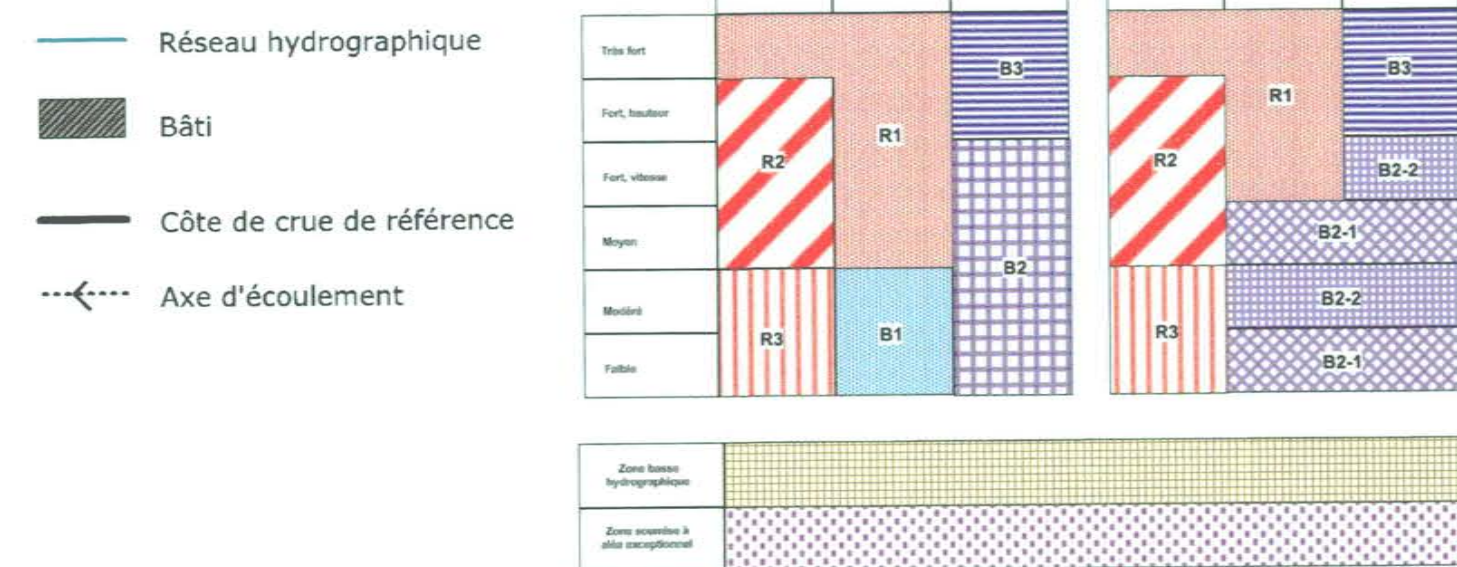 Réseau hydrographique
Bâti
Côte de crue de référence
Axe d'écoulement
Très fort
Fort, hauteur
Fort, vitesse
Moyen
Modéré
Faible
R2
R3
R1
B1
B3
B2
R2
R3
R1
B3
B2-2
B2-1
B2-2
B2-1
Zone basse
hydrographique
Zone soumise à
aléa exceptionnel